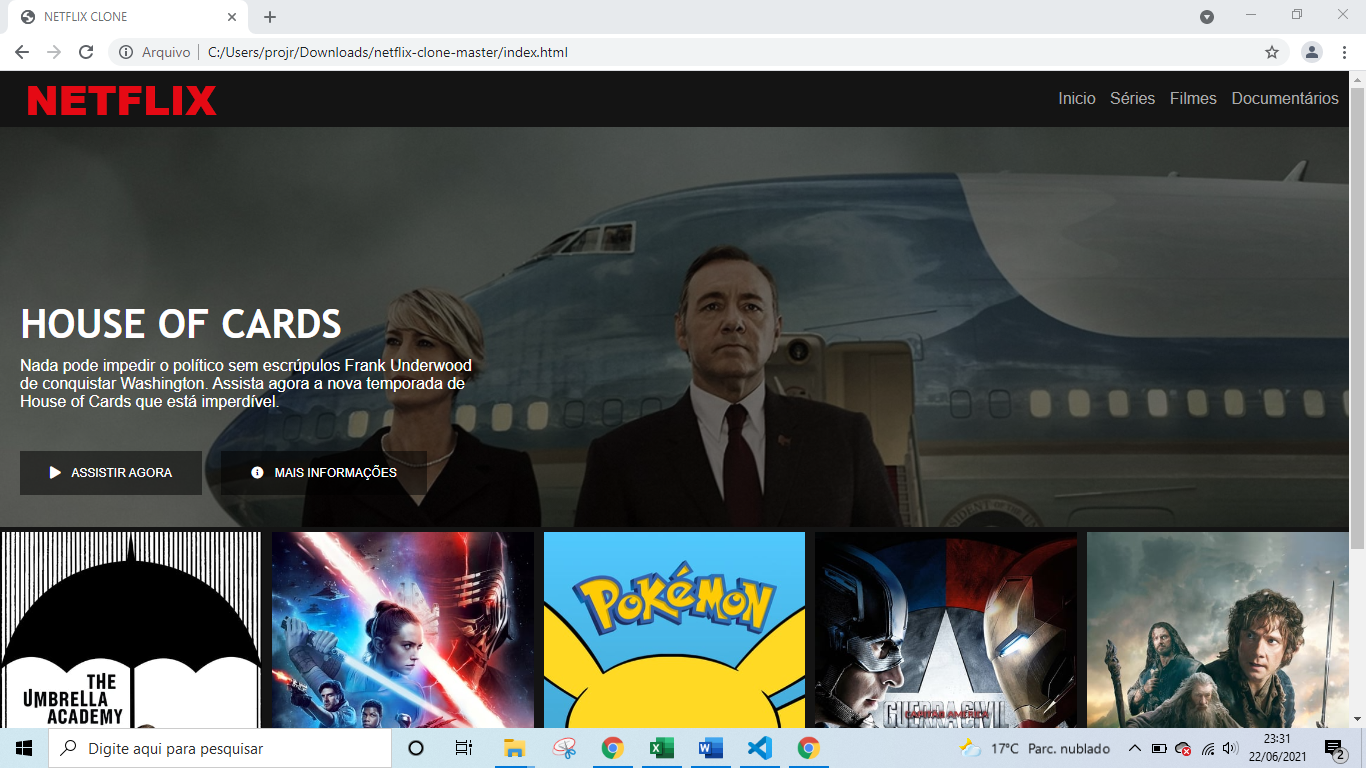 NETFLIX CLONE
Arquivo
C:/Users/projr/Downloads/netflix-clone-master/index.html
NETFLIX
Inicio Séries Filmes Documentários
HOUSE OF CARDS
Nada pode impedir o político sem escrúpulos Frank Underwood
de conquistar Washington. Assista agora a nova temporada de
House of Cards que está imperdível.
ASSISTIR AGORA
MAIS INFORMAÇÕES
THE
UMBRELLA
ACADEMY
POKÉMON
GUERRA CIVIL
CAPITÃO AMÉRICA
Digite aqui para pesquisar
17°C Parc. nublado
23:31
22/06/2021
2